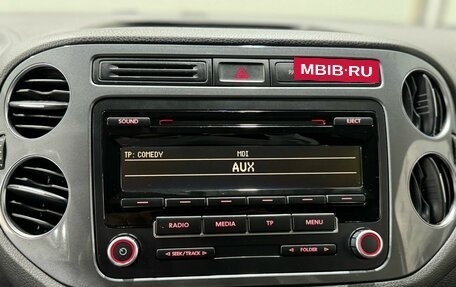 MBIB·RU
SOUND
EJECT
TP: COMEDY MDI
AUX
RADIO MEDIA TP MENU
SEEK/TRACK FOLDER